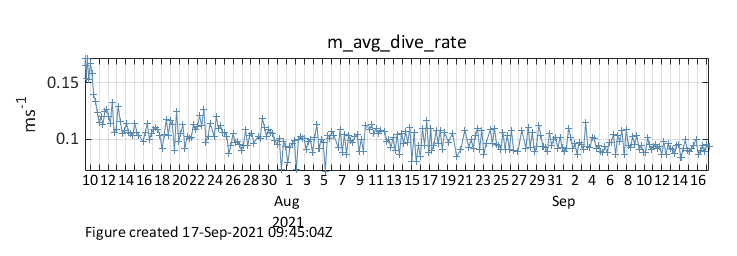 m_avg_dive_rate
ms-1
0.15
0.1
10 12 14 16 18 20 22 24 26 28 30 1 3 5 7 9 11 13 15 17 19 21 23 25 27 29 31 2 4 6 8 10 12 14 16
Aug Sep
2021
Figure created 17-Sep-2021 09:45:04Z